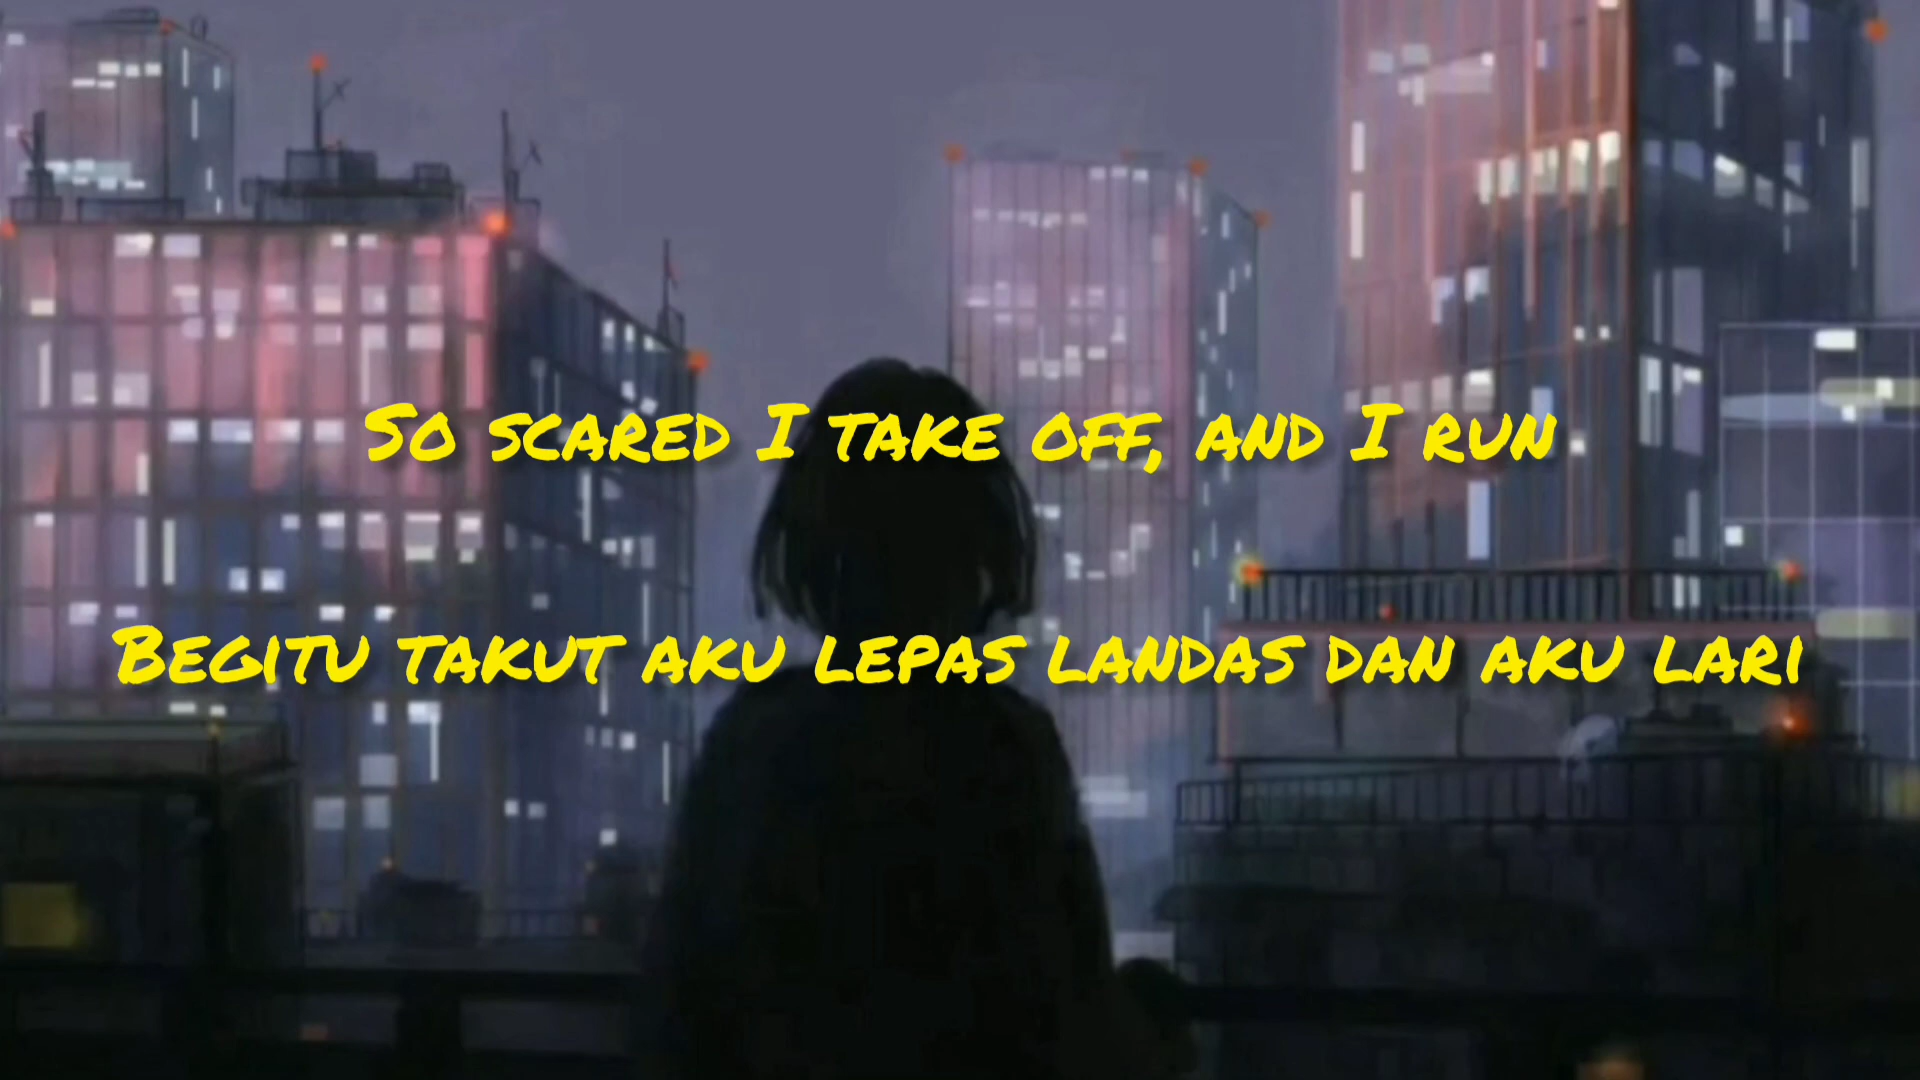 So scared I take off, and I run
Begitu takut aku lepas landas dan aku lari